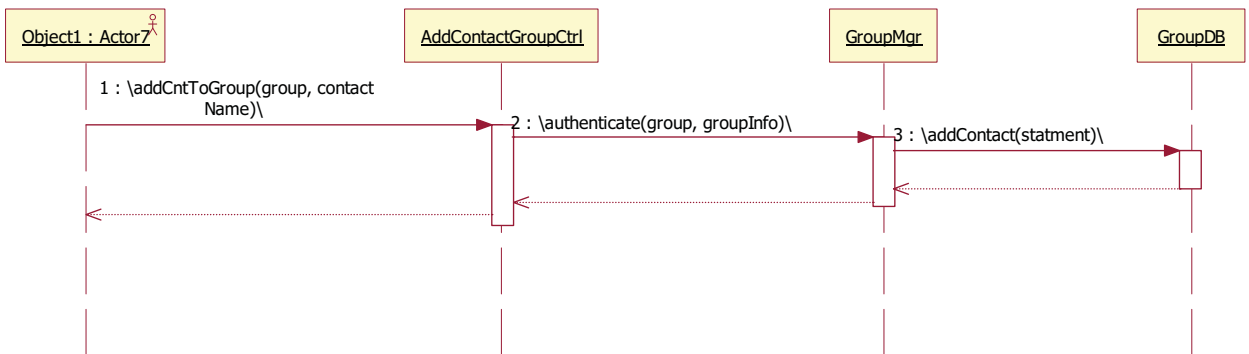 Object1 : Actor7
AddContactGroupCtrl
GroupMgr
GroupDB
1 : \addCntToGroup(group, contact
Name)\
2 : \authenticate(group, groupInfo)\
3 : \addContact(statment)\